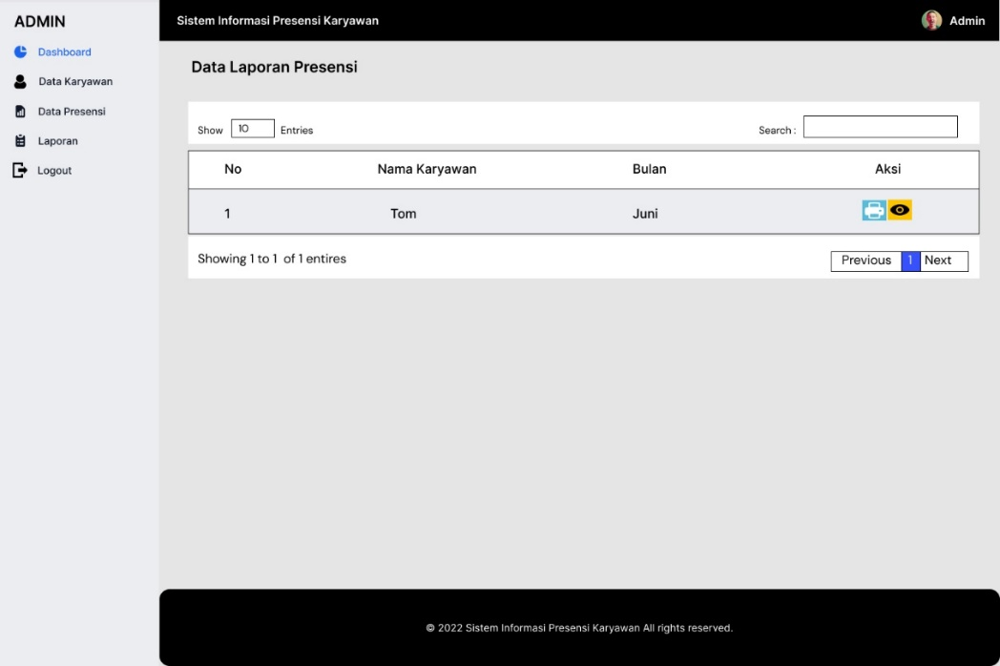 ADMIN
Dashboard
Data Karyawan
Data Presensi
Laporan
Logout
Sistem Informasi Presensi Karyawan
Admin
Data Laporan Presensi
Show 10 Entries
Search :
No Nama Karyawan Bulan Aksi
1 Tom Juni
Showing 1 to 1 of 1 entires
Previous 1 Next
© 2022 Sistem Informasi Presensi Karyawan All rights reserved.